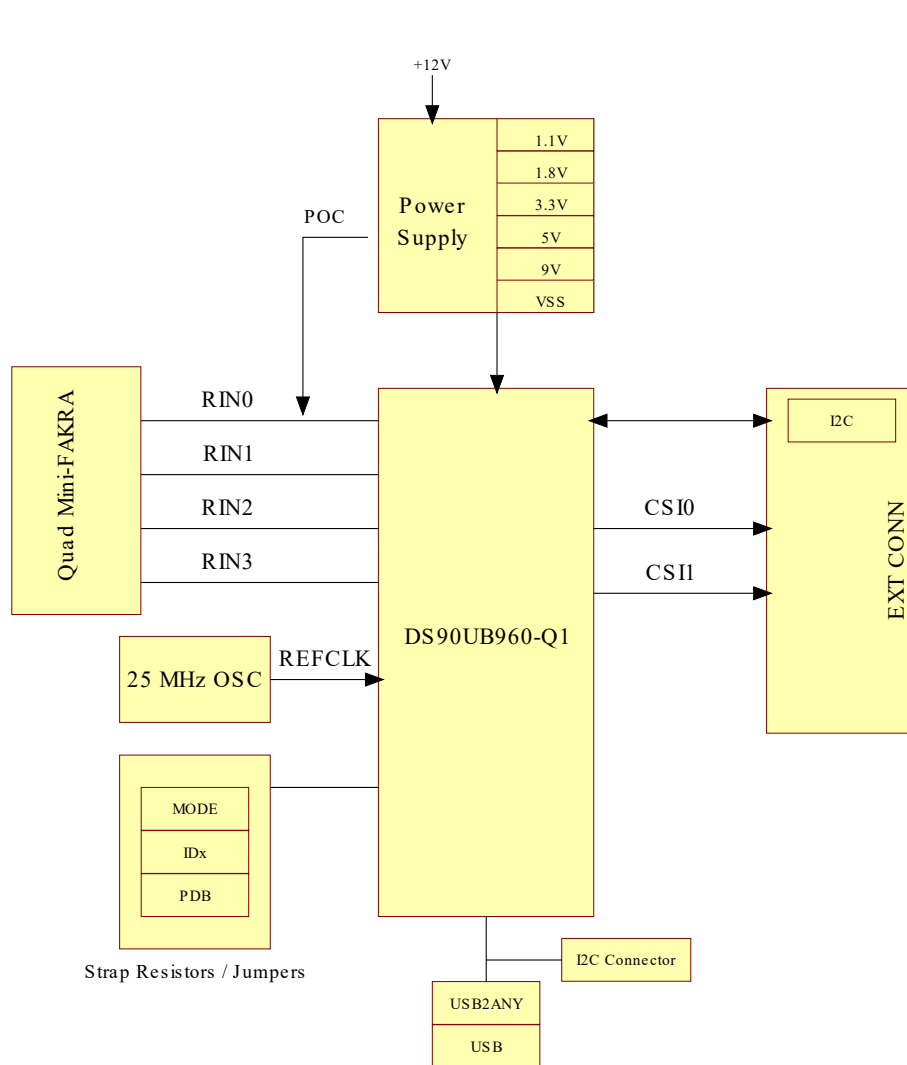 +12V
1.1V
1.8V
3.3V
5V
9V
VSS
Power
Supply
POC
Quad Mini-FAKRA
RIN0
RIN1
RIN2
RIN3
I2C
CSI0
CSI1
EXT CONN
DS90UB960-Q1
25 MHz OSC
REFCLK
MODE
IDx
PDB
Strap Resistors / Jumpers
I2C Connector
USB2ANY
USB